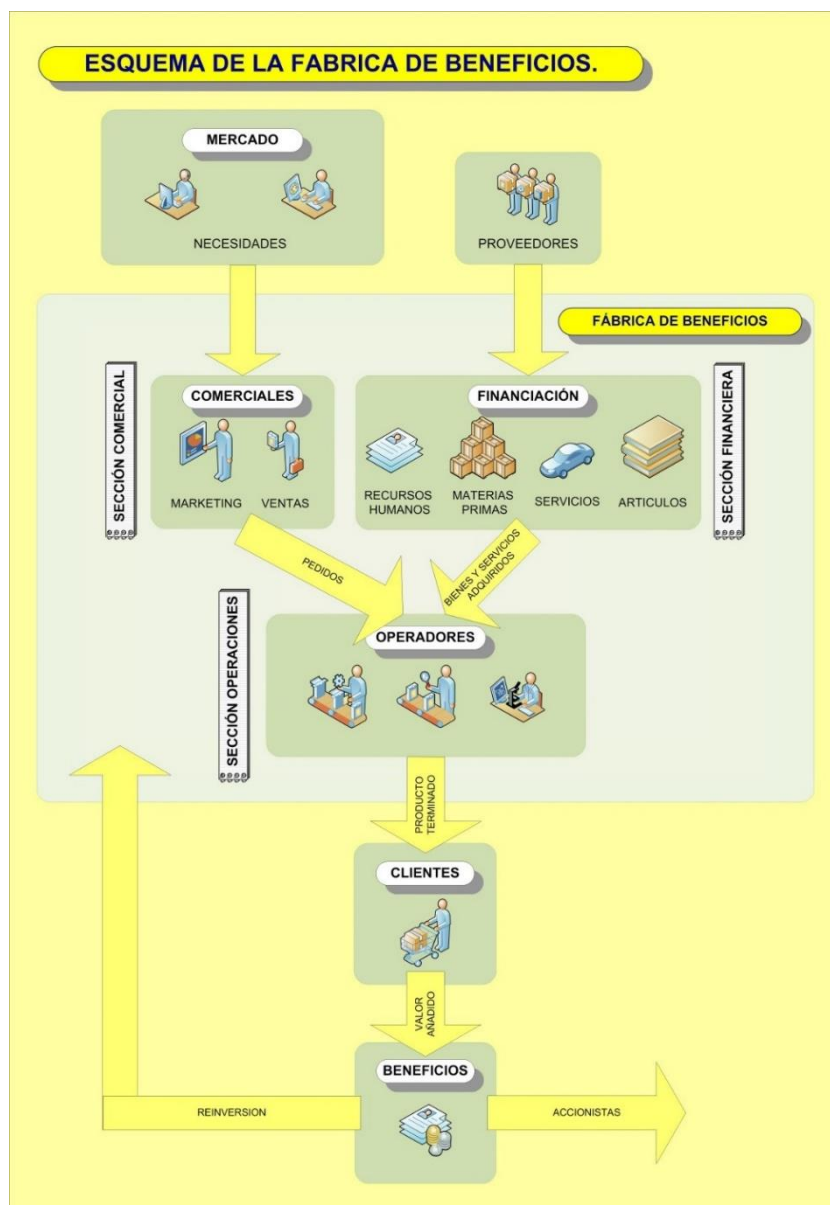 ESQUEMA DE LA FABRICA DE BENEFICIOS.
MERCADO
NECESIDADES
PROVEEDORES
FÁBRICA DE BENEFICIOS
SECCIÓN COMERCIAL
COMERCIALES
MARKETING
VENTAS
FINANCIACIÓN
RECURSOS
HUMANOS
MATERIAS
PRIMAS
SERVICIOS
ARTICULOS
SECCIÓN FINANCIERA
PEDIDOS
BIENES Y SERVICIOS
ADQUIRIDOS
SECCIÓN OPERACIONES
OPERADORES
PRODUCTO
TERMINADO
CLIENTES
VALOR
AÑADIDO
BENEFICIOS
REINVERSION
ACCIONISTAS